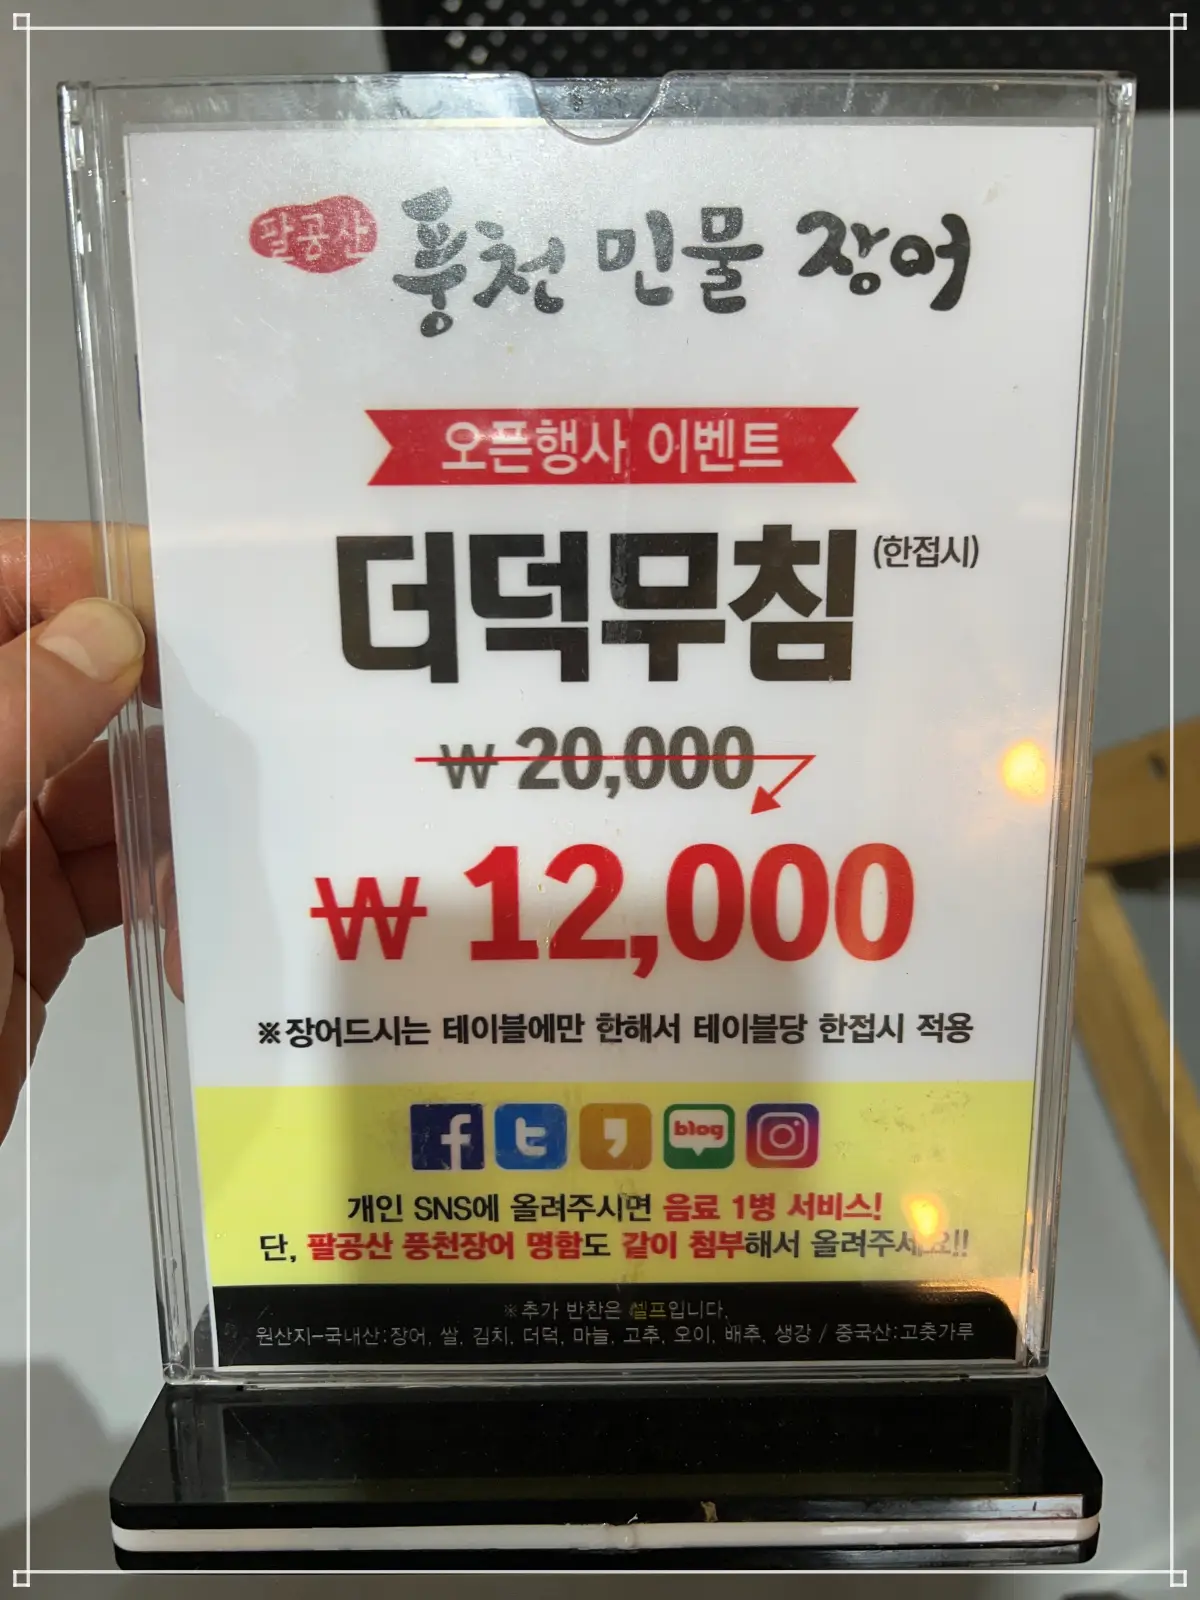 팔공산 풍천 민물 장어
오픈행사 이벤트
더덕무침 (한접시)
₩ 20,000
₩ 12,000
※장어드시는 테이블에만 한해서 테이블당 한접시 적용
f t , blog
개인 SNS에 올려주시면 음료 1병 서비스!
단, 팔공산 풍천장어 명함도 같이 첨부해서 올려주세요!!
※추가 반찬은 셀프입니다.
원산지-국내산:장어, 쌀, 김치, 더덕, 마늘, 고추, 오이, 배추, 생강 / 중국산:고춧가루